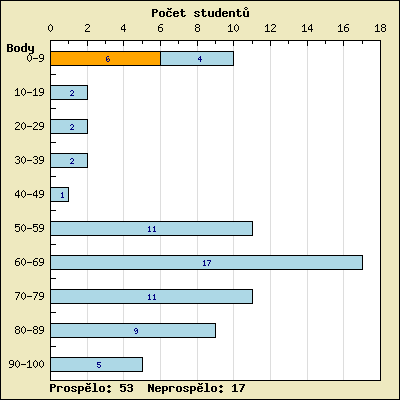 Počet studentů
0 2 4 6 8 10 12 14 16 18
Body
0-9 6 4
10-19 2
20-29 2
30-39 2
40-49 1
50-59 11
60-69 17
70-79 11
80-89 9
90-100 5
Prospělo: 53 Neprospělo: 17